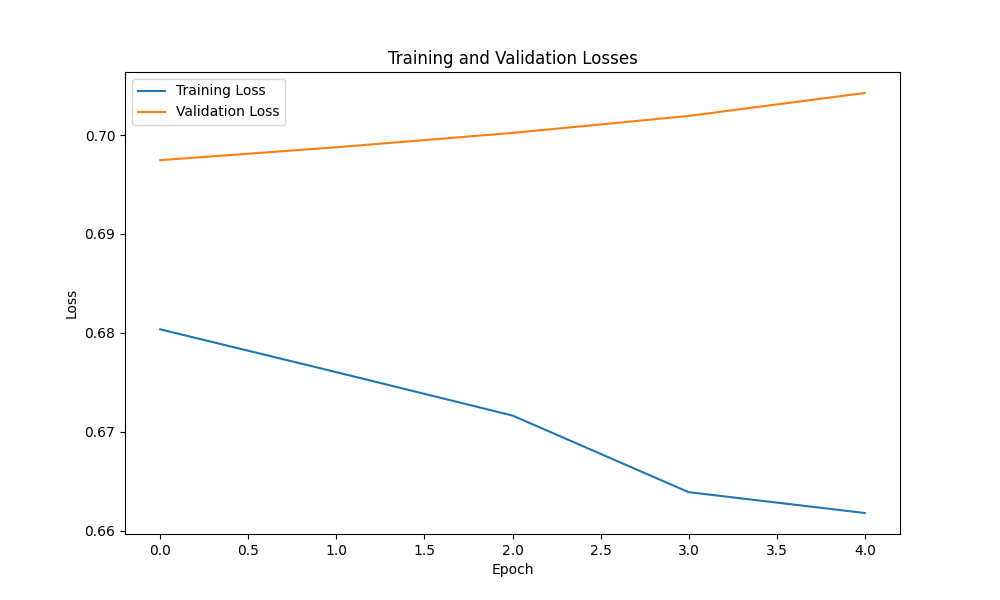 Training and Validation Losses
Training Loss
Validation Loss
0.70
0.69
0.68
0.67
0.66
Loss
0.0 0.5 1.0 1.5 2.0 2.5 3.0 3.5 4.0
Epoch